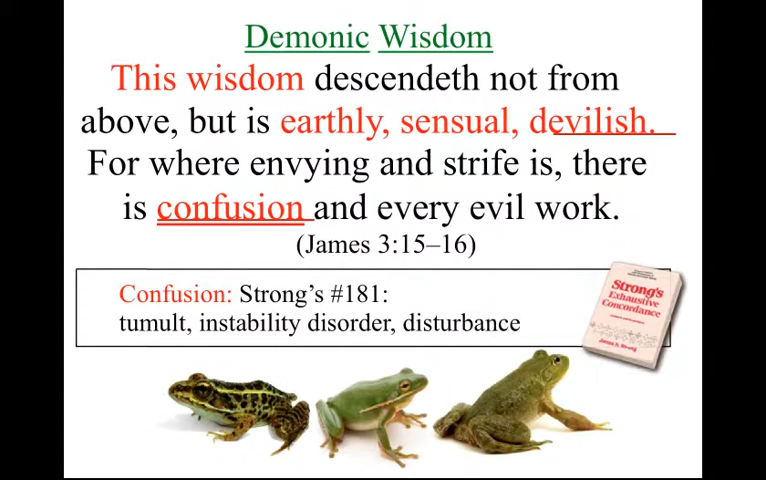 Demonic Wisdom
This wisdom descendeth not from
above, but is earthly, sensual, devilish.
For where envying and strife is, there
is confusion and every evil work.
(James 3:15–16)
Confusion: Strong's #181:
tumult, instability disorder, disturbance
Strong's
Exhaustive
Concordance
James H. Strong